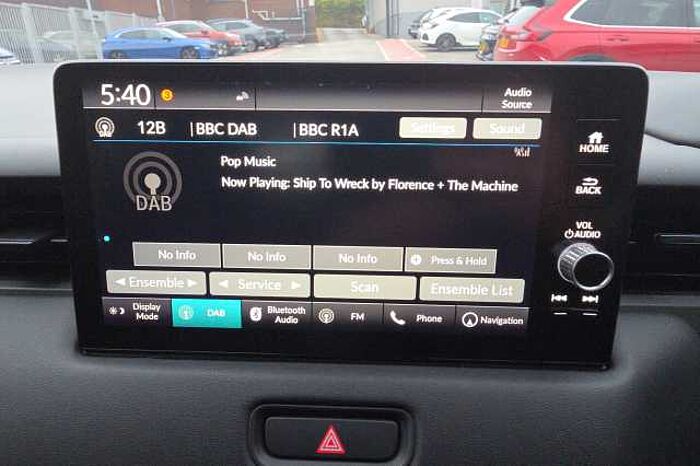 5:40 3 Audio Source
DAB 12B | BBC DAB | BBC R1A Settings Sound
Pop Music
Now Playing: Ship To Wreck by Florence + The Machine
DAB
No Info No Info No Info + Press & Hold
◄ Ensemble ► ◄ Service ► Scan Ensemble List
Display Mode DAB Bluetooth Audio FM Phone Navigation
HOME
BACK
VOL
AUDIO